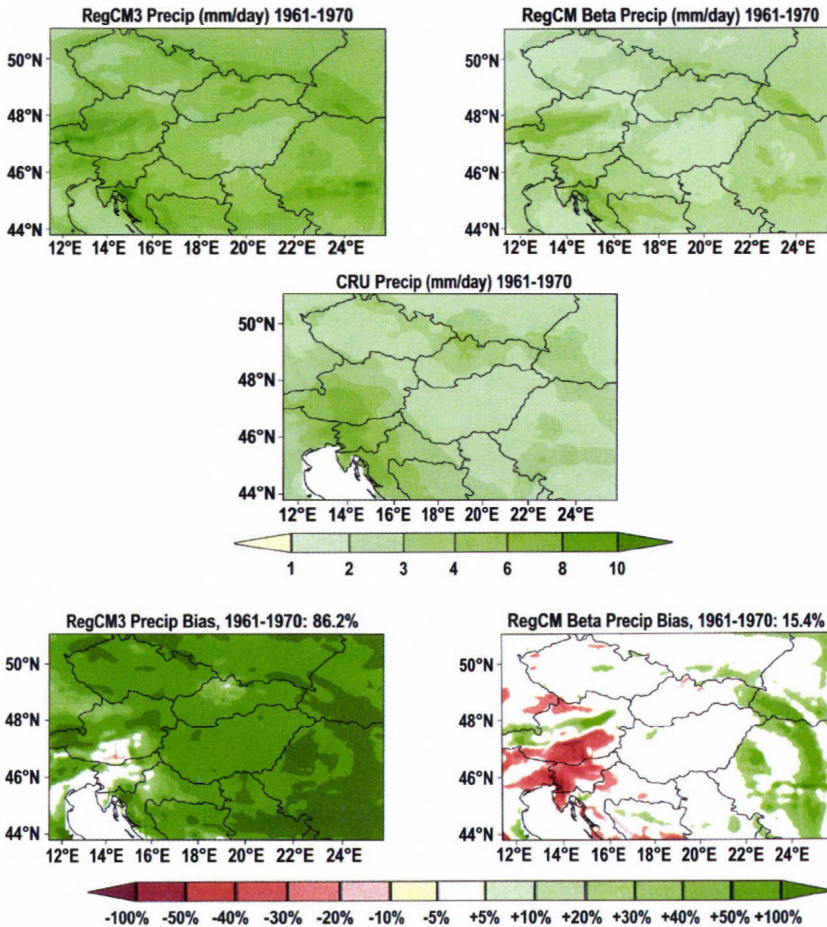 RegCM3 Precip (mm/day) 1961-1970
RegCM Beta Precip (mm/day) 1961-1970
50°N
48°N
46°N
44°N
12°E 14°E 16°E 18°E 20°E 22°E 24°E
50°N
48°N
46°N
44°N
12°E 14°E 16°E 18°E 20°E 22°E 24°E
CRU Precip (mm/day) 1961-1970
50°N
48°N
46°N
44°N
12°E 14°E 16°E 18°E 20°E 22°E 24°E
1 2 3 4 6 8 10
RegCM3 Precip Bias, 1961-1970: 86.2%
RegCM Beta Precip Bias, 1961-1970: 15.4%
50°N
48°N
46°N
44°N
12°E 14°E 16°E 18°E 20°E 22°E 24°E
50°N
48°N
46°N
44°N
12°E 14°E 16°E 18°E 20°E 22°E 24°E
-100% -50% -40% -30% -20% -10% -5% +5% +10% +20% +30% +40% +50% +100%